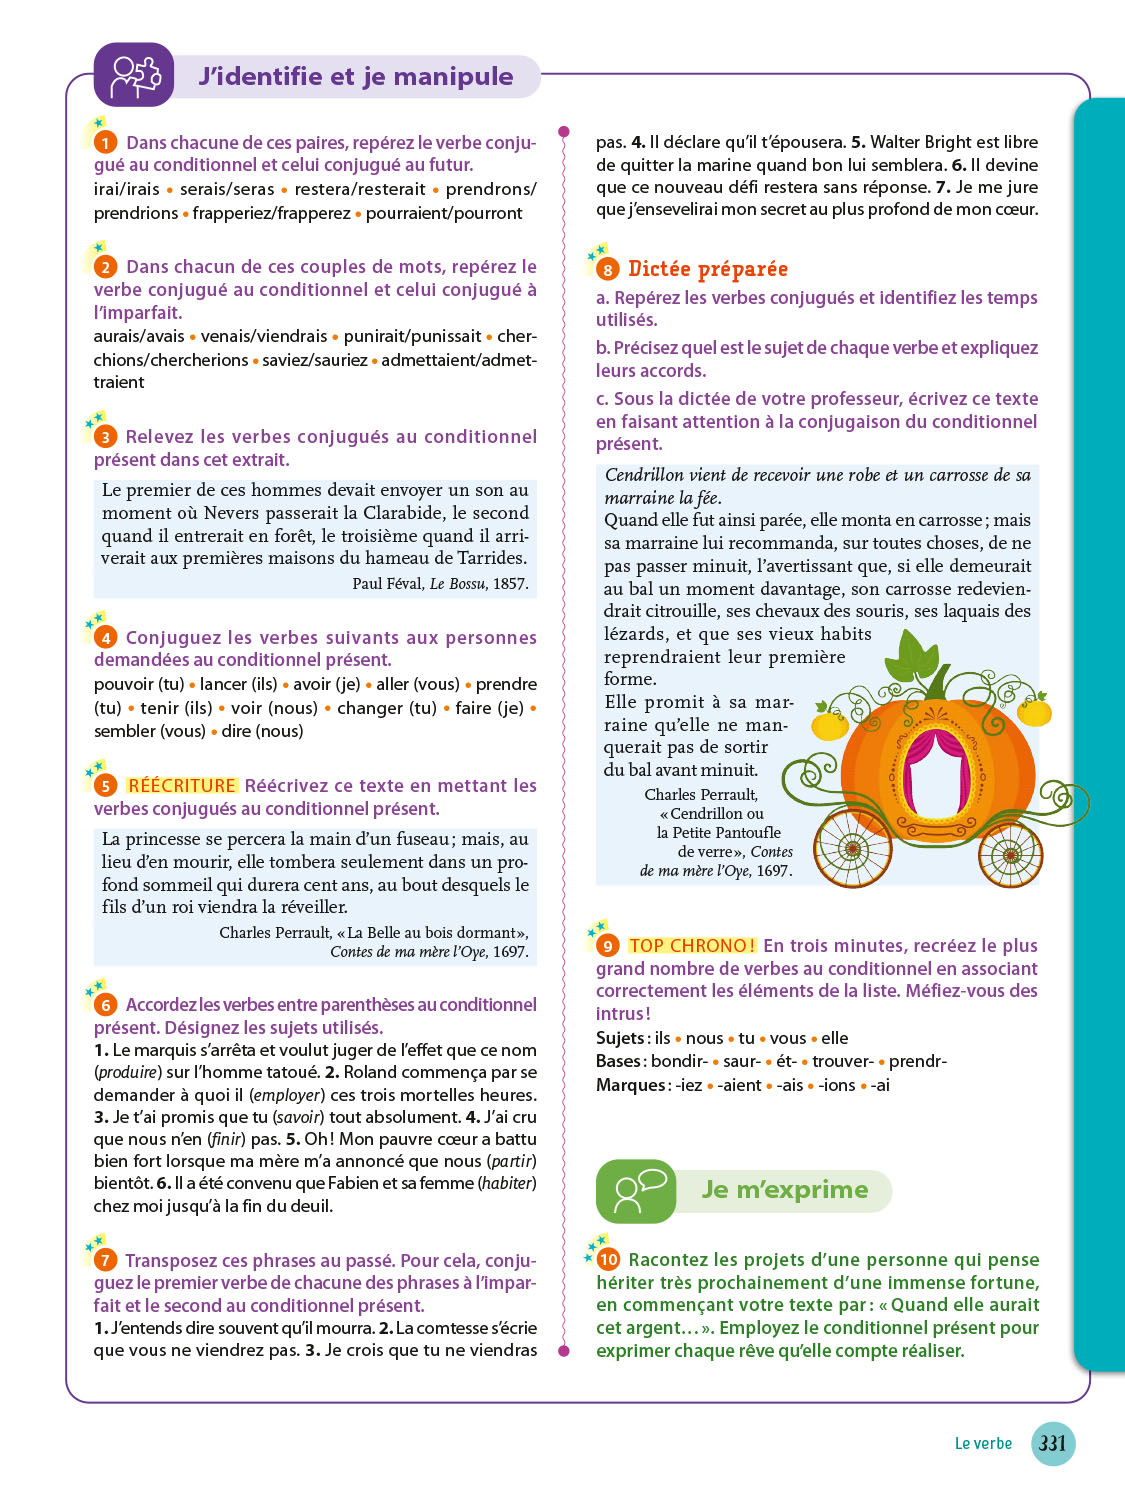 J’identifie et je manipule
1 Dans chacune de ces paires, repérez le verbe conju-
gué au conditionnel et celui conjugué au futur.
irai/irais • serais/seras • restera/resterait • prendrons/
prendrions • frapperiez/frapperez • pourraient/pourront
2 Dans chacun de ces couples de mots, repérez le
verbe conjugué au conditionnel et celui conjugué à
l’imparfait.
aurais/avais • venais/viendrais • punirait/punissait • cher-
chions/chercherions • saviez/sauriez • admettaient/admet-
traient
3 Relevez les verbes conjugués au conditionnel
présent dans cet extrait.
Le premier de ces hommes devait envoyer un son au
moment où Nevers passerait la Clarabide, le second
quand il entrerait en forêt, le troisième quand il arri-
verait aux premières maisons du hameau de Tarrides.
Paul Féval, Le Bossu, 1857.
4 Conjuguez les verbes suivants aux personnes
demandées au conditionnel présent.
pouvoir (tu) • lancer (ils) • avoir (je) • aller (vous) • prendre
(tu) • tenir (ils) • voir (nous) • changer (tu) • faire (je) •
sembler (vous) • dire (nous)
5 RÉÉCRITURE Réécrivez ce texte en mettant les
verbes conjugués au conditionnel présent.
La princesse se percera la main d’un fuseau ; mais, au
lieu d’en mourir, elle tombera seulement dans un pro-
fond sommeil qui durera cent ans, au bout desquels le
fils d’un roi viendra la réveiller.
Charles Perrault, « La Belle au bois dormant »,
Contes de ma mère l’Oye, 1697.
6 Accordez les verbes entre parenthèses au conditionnel
présent. Désignez les sujets utilisés.
1. Le marquis s’arrêta et voulut juger de l’effet que ce nom
(produire) sur l’homme tatoué. 2. Roland commença par se
demander à quoi il (employer) ces trois mortelles heures.
3. Je t’ai promis que tu (savoir) tout absolument. 4. J’ai cru
que nous n’en (finir) pas. 5. Oh ! Mon pauvre cœur a battu
bien fort lorsque ma mère m’a annoncé que nous (partir)
bientôt. 6. Il a été convenu que Fabien et sa femme (habiter)
chez moi jusqu’à la fin du deuil.
7 Transposez ces phrases au passé. Pour cela, conju-
guez le premier verbe de chacune des phrases à l’impar-
fait et le second au conditionnel présent.
1. J’entends dire souvent qu’il mourra. 2. La comtesse s’écrie
que vous ne viendrez pas. 3. Je crois que tu ne viendras
pas. 4. Il déclare qu’il t’épousera. 5. Walter Bright est libre
de quitter la marine quand bon lui semblera. 6. Il devine
que ce nouveau défi restera sans réponse. 7. Je me jure
que j’ensevelirai mon secret au plus profond de mon cœur.
8 Dictée préparée
a. Repérez les verbes conjugués et identifiez les temps
utilisés.
b. Précisez quel est le sujet de chaque verbe et expliquez
leurs accords.
c. Sous la dictée de votre professeur, écrivez ce texte
en faisant attention à la conjugaison du conditionnel
présent.
Cendrillon vient de recevoir une robe et un carrosse de sa
marraine la fée.
Quand elle fut ainsi parée, elle monta en carrosse ; mais
sa marraine lui recommanda, sur toutes choses, de ne
pas passer minuit, l’avertissant que, si elle demeurait
au bal un moment davantage, son carrosse redevien-
drait citrouille, ses chevaux des souris, ses laquais des
lézards, et que ses vieux habits
reprendraient leur première
forme.
Elle promit à sa mar-
raine qu’elle ne man-
querait pas de sortir
du bal avant minuit.
Charles Perrault,
« Cendrillon ou
la Petite Pantoufle
de verre », Contes
de ma mère l’Oye, 1697.
9 TOP CHRONO ! En trois minutes, recréez le plus
grand nombre de verbes au conditionnel en associant
correctement les éléments de la liste. Méfiez-vous des
intrus !
Sujets : ils • nous • tu • vous • elle
Bases : bondir- • saur- • ét- • trouver- • prendr-
Marques : -iez • -aient • -ais • -ions • -ai
Je m’exprime
10 Racontez les projets d’une personne qui pense
hériter très prochainement d’une immense fortune,
en commençant votre texte par : « Quand elle aurait
cet argent… ». Employez le conditionnel présent pour
exprimer chaque rêve qu’elle compte réaliser.
Le verbe 331